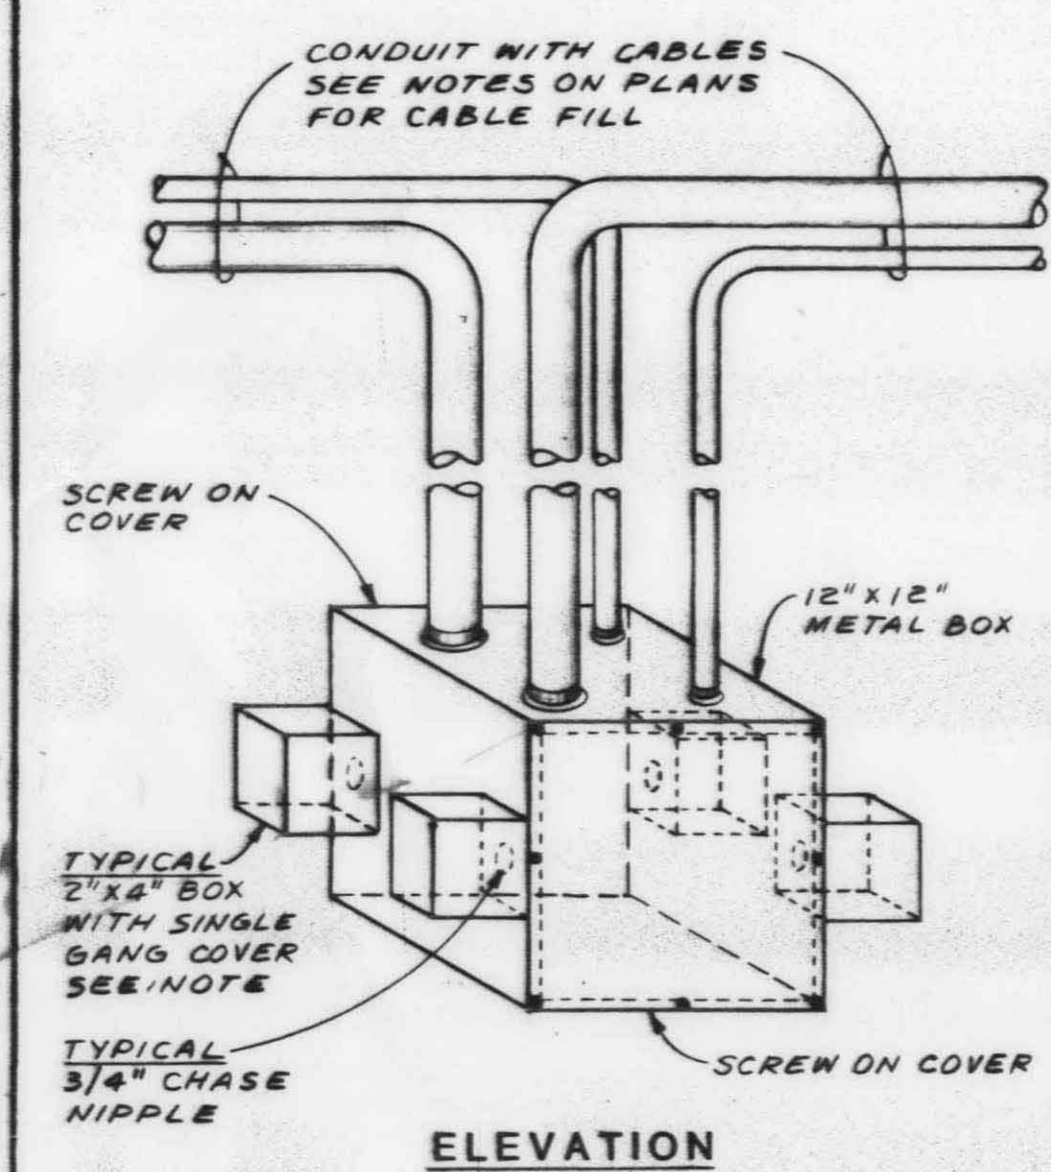 CONDUIT WITH CABLES
SEE NOTES ON PLANS
FOR CABLE FILL
SCREW ON
COVER
12" X 12"
METAL BOX
TYPICAL
2" X 4" BOX
WITH SINGLE
GANG COVER
SEE NOTE
TYPICAL
3/4" CHASE
NIPPLE
SCREW ON COVER
ELEVATION